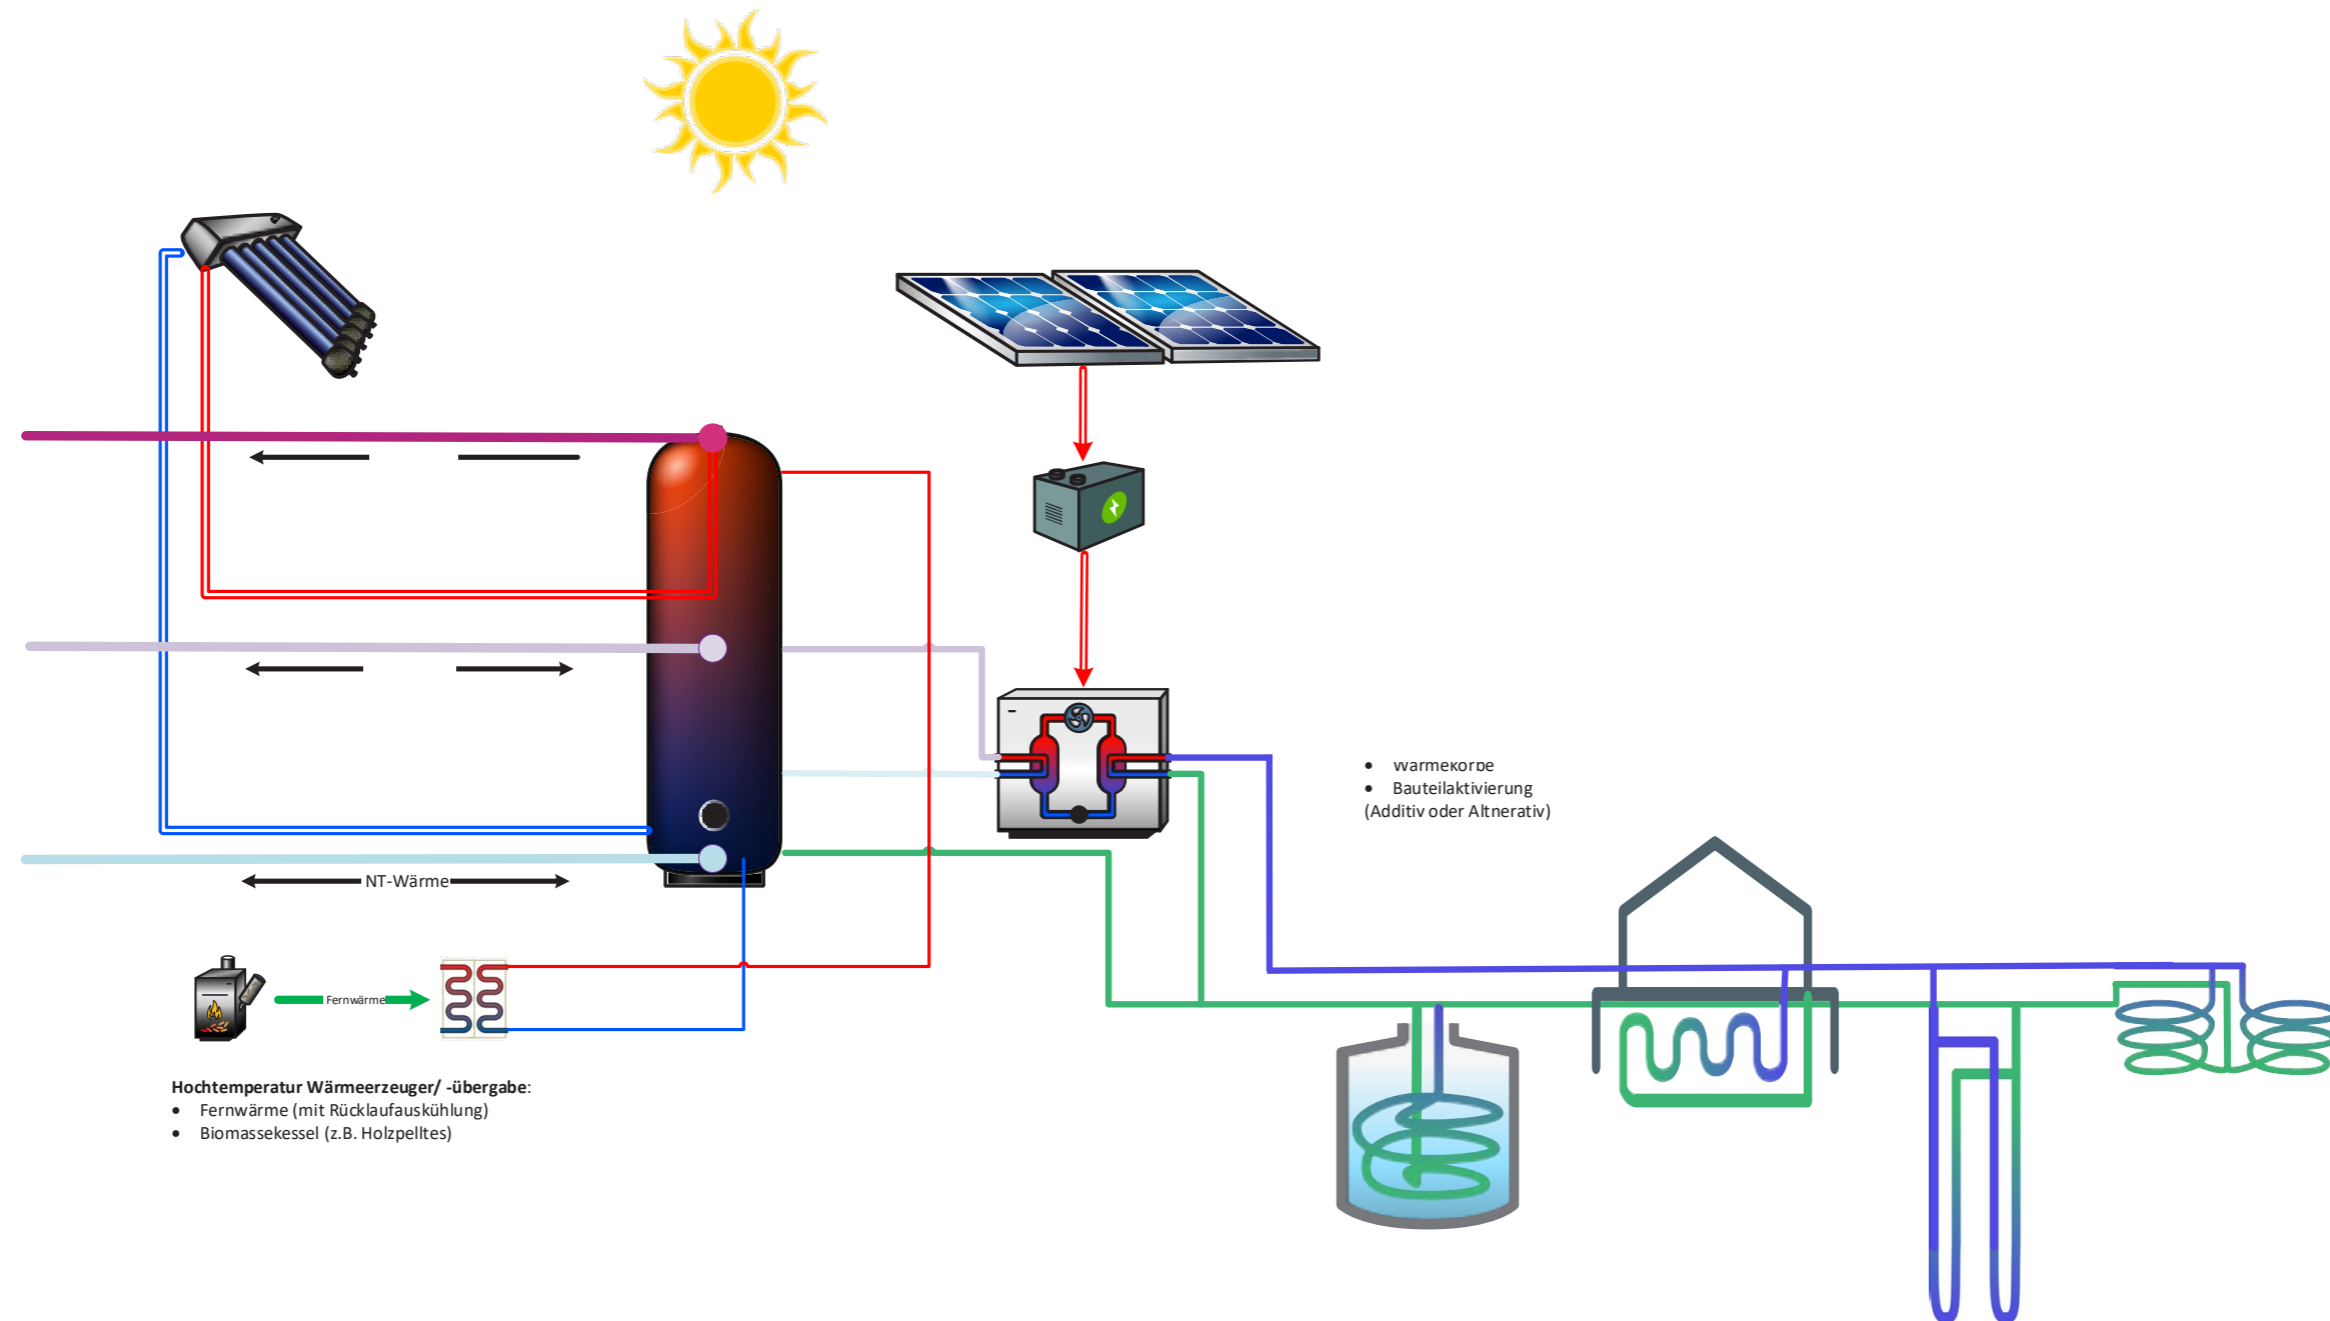 • Wärmekörbe
• Bauteilaktivierung
(Additiv oder Altnerativ)
NT-Wärme
Fernwärme
Hochtemperatur Wärmeerzeuger/ -übergabe:
• Fernwärme (mit Rücklaufauskühlung)
• Biomassekessel (z.B. Holzpelltes)